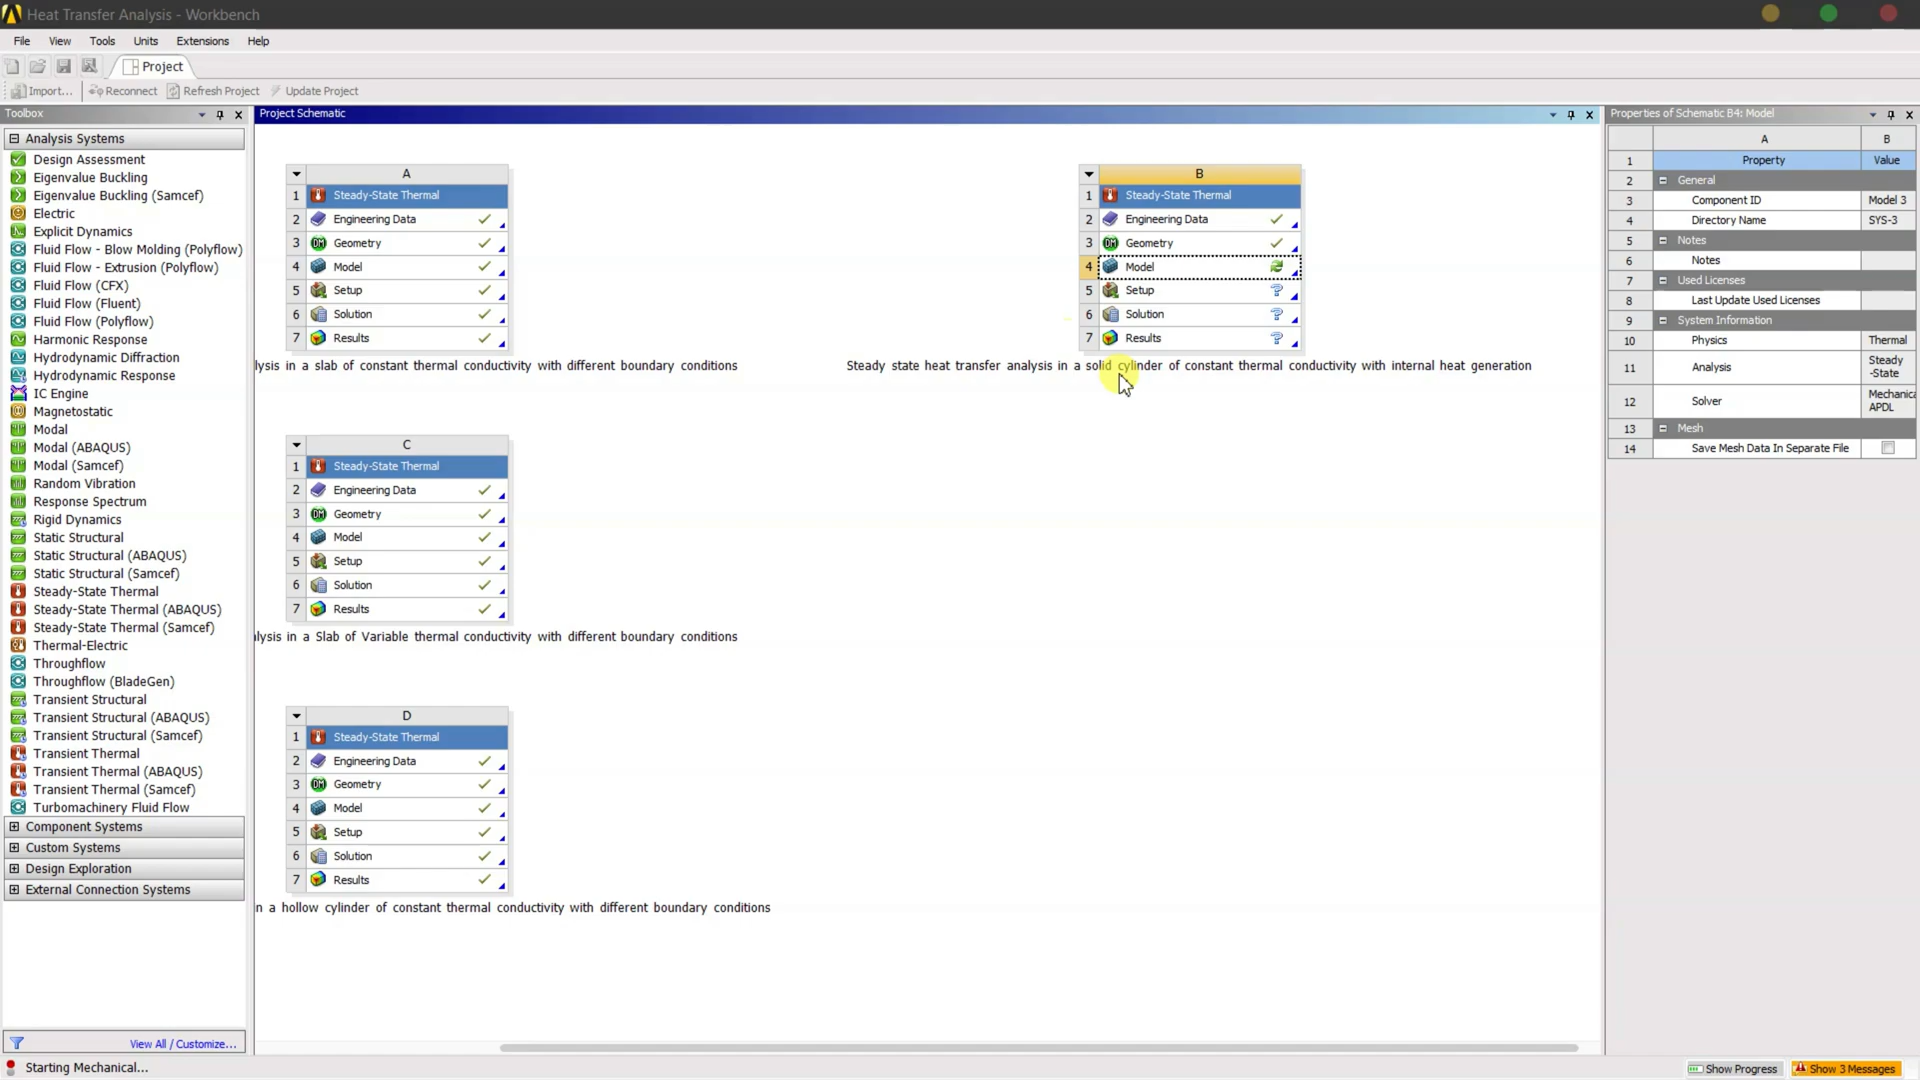 Heat Transfer Analysis - Workbench
File View Tools Units Extensions Help
Project
Import... Reconnect Refresh Project Update Project
Toolbox
Analysis Systems
Design Assessment
Eigenvalue Buckling
Eigenvalue Buckling (Samcef)
Electric
Explicit Dynamics
Fluid Flow - Blow Molding (Polyflow)
Fluid Flow - Extrusion (Polyflow)
Fluid Flow (CFX)
Fluid Flow (Fluent)
Fluid Flow (Polyflow)
Harmonic Response
Hydrodynamic Diffraction
Hydrodynamic Response
IC Engine
Magnetostatic
Modal
Modal (ABAQUS)
Modal (Samcef)
Random Vibration
Response Spectrum
Rigid Dynamics
Static Structural
Static Structural (ABAQUS)
Static Structural (Samcef)
Steady-State Thermal
Steady-State Thermal (ABAQUS)
Steady-State Thermal (Samcef)
Thermal-Electric
Throughflow
Throughflow (BladeGen)
Transient Structural
Transient Structural (ABAQUS)
Transient Structural (Samcef)
Transient Thermal
Transient Thermal (ABAQUS)
Transient Thermal (Samcef)
Turbomachinery Fluid Flow
Component Systems
Custom Systems
Design Exploration
External Connection Systems
View All / Customize...
Project Schematic
A
1 Steady-State Thermal
2 Engineering Data
3 DM Geometry
4 Model
5 Setup
6 Solution
7 Results
lysis in a slab of constant thermal conductivity with different boundary conditions
B
1 Steady-State Thermal
2 Engineering Data
3 DM Geometry
4 Model
5 Setup ?
6 Solution ?
7 Results ?
Steady state heat transfer analysis in a solid cylinder of constant thermal conductivity with internal heat generation
C
1 Steady-State Thermal
2 Engineering Data
3 DM Geometry
4 Model
5 Setup
6 Solution
7 Results
lysis in a Slab of Variable thermal conductivity with different boundary conditions
D
1 Steady-State Thermal
2 Engineering Data
3 DM Geometry
4 Model
5 Setup
6 Solution
7 Results
n a hollow cylinder of constant thermal conductivity with different boundary conditions
Properties of Schematic B4: Model
A B
1 Property Value
2 General
3 Component ID Model 3
4 Directory Name SYS-3
5 Notes
6 Notes
7 Used Licenses
8 Last Update Used Licenses
9 System Information
10 Physics Thermal
11 Analysis Steady
-State
12 Solver Mechanica
APDL
13 Mesh
14 Save Mesh Data In Separate File
Starting Mechanical...
Show Progress Show 3 Messages